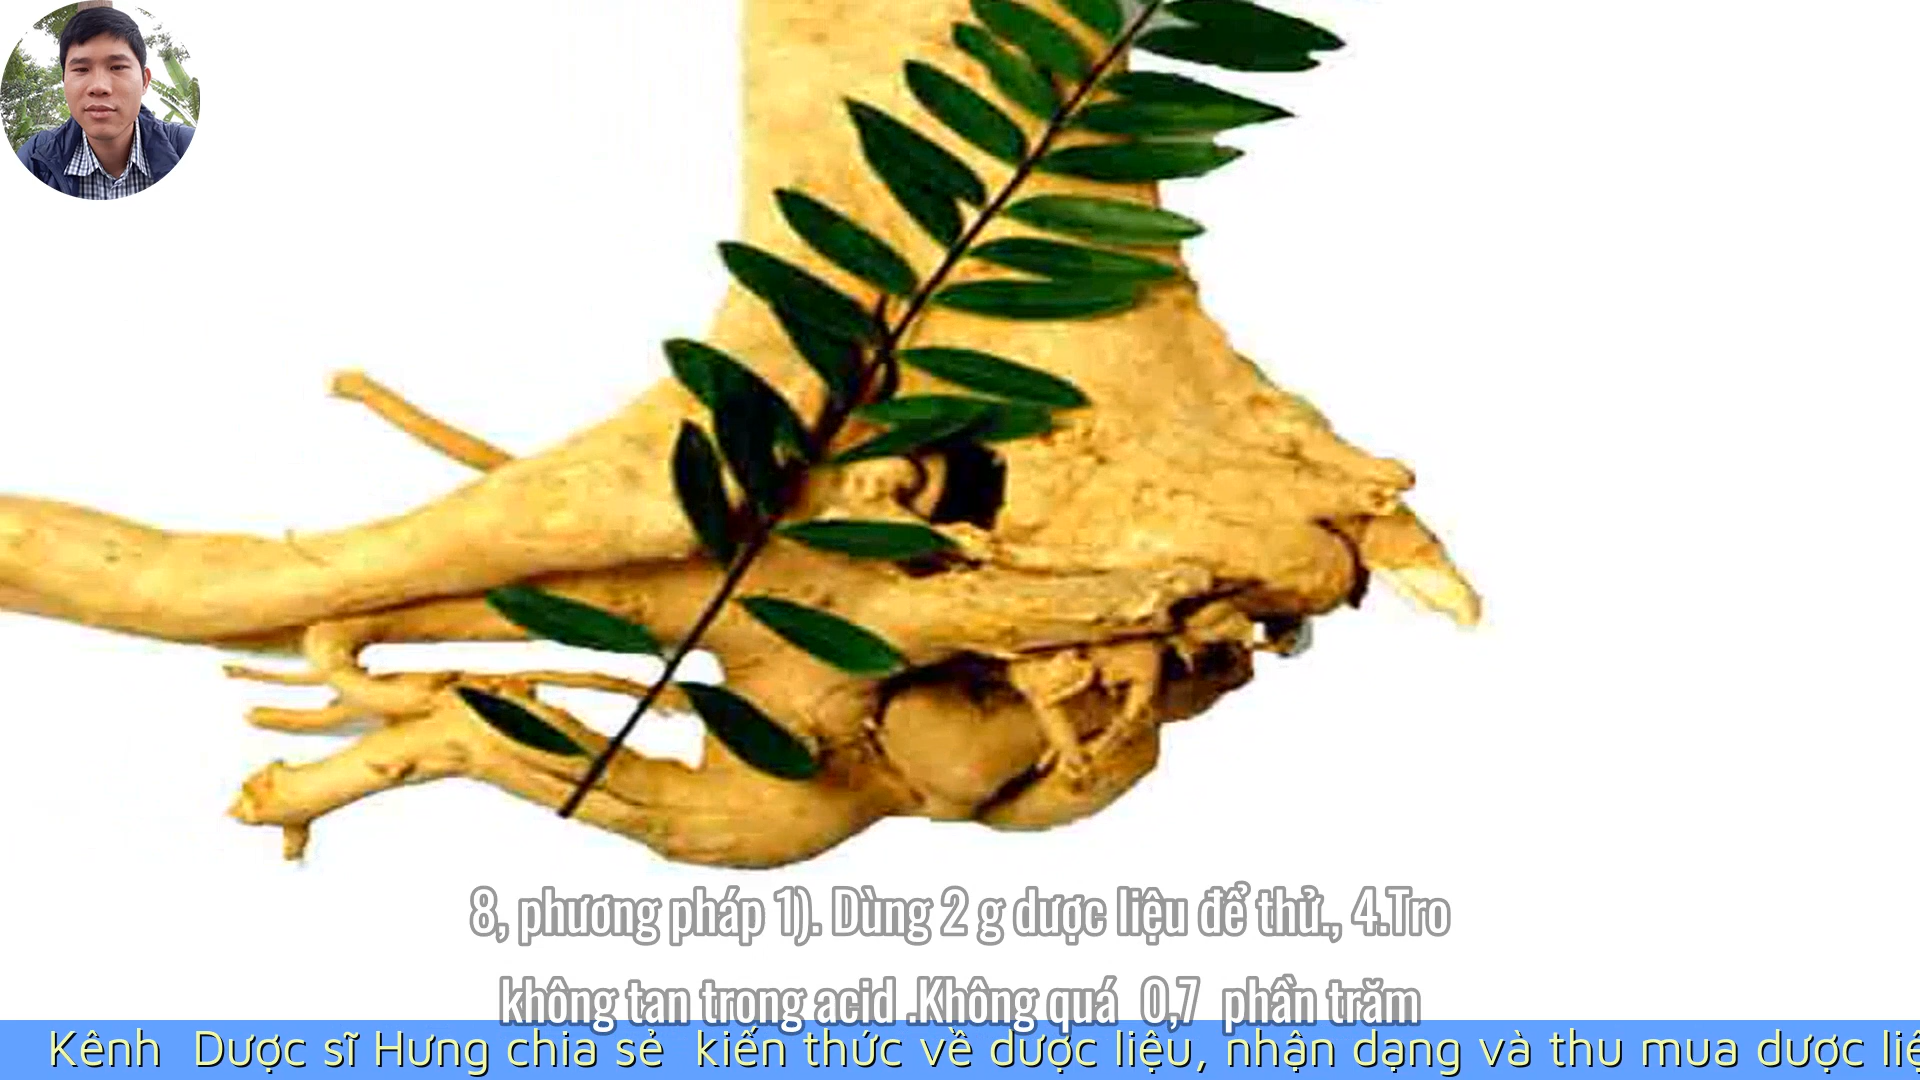 8, phương pháp 1). Dùng 2 g dược liệu để thử., 4.Tro
không tan trong acid .Không quá 0,7 phần trăm
Kênh Dược sĩ Hưng chia sẻ kiến thức về dược liệu, nhận dạng và thu mua dược